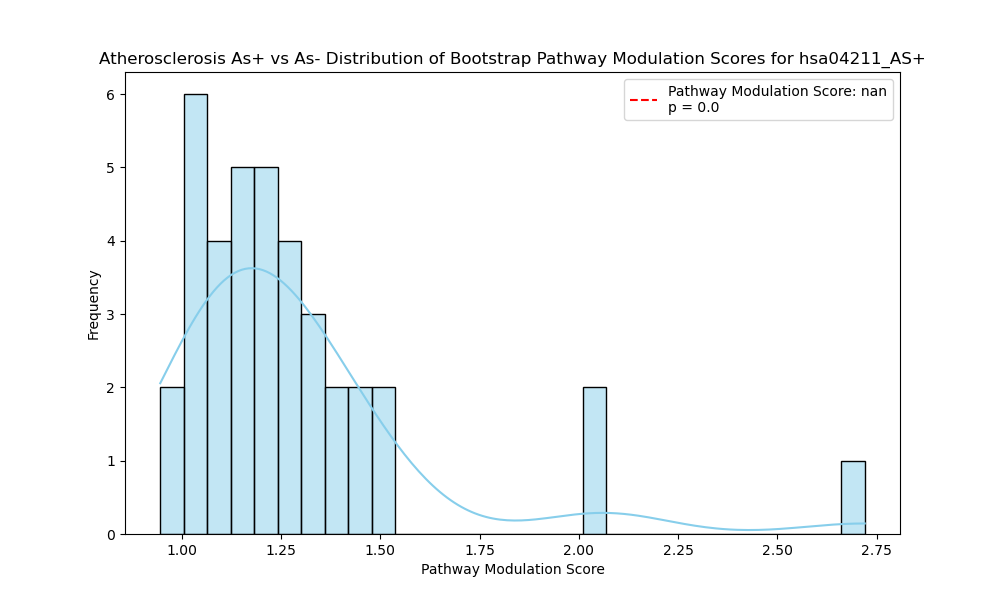 Atherosclerosis As+ vs As- Distribution of Bootstrap Pathway Modulation Scores for hsa04211_AS+
Pathway Modulation Score: nan
p = 0.0
Frequency
6
5
4
3
2
1
0
1.00 1.25 1.50 1.75 2.00 2.25 2.50 2.75
Pathway Modulation Score